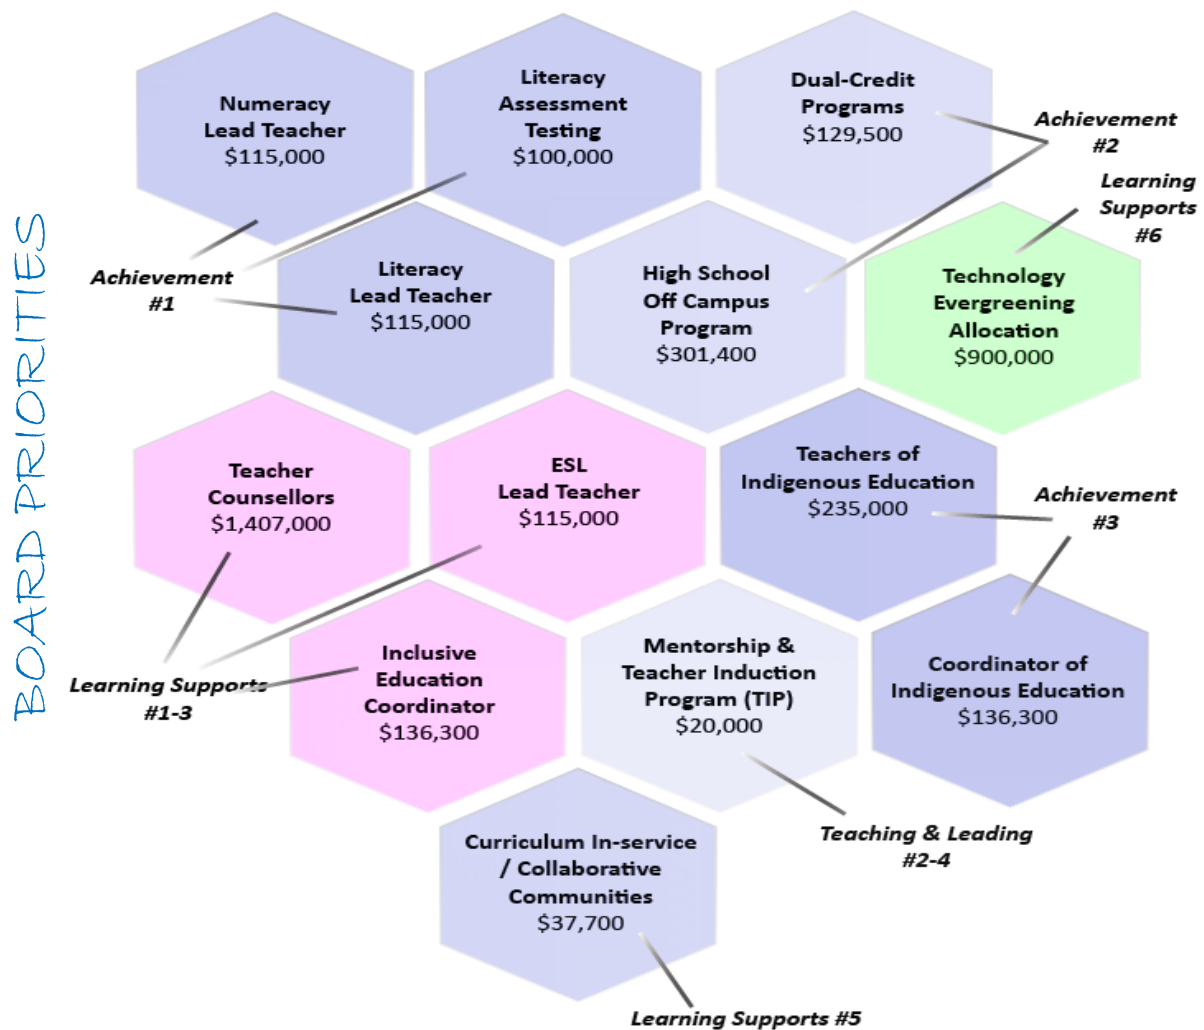 BOARD PRIORITIES
Numeracy
Lead Teacher
$115,000
Literacy
Assessment
Testing
$100,000
Dual-Credit
Programs
$129,500
Achievement
#2
Learning
Supports
#6
Achievement
#1
Literacy
Lead Teacher
$115,000
High School
Off Campus
Program
$301,400
Technology
Evergreening
Allocation
$900,000
Teacher
Counsellors
$1,407,000
ESL
Lead Teacher
$115,000
Teachers of
Indigenous Education
$235,000
Achievement
#3
Learning Supports
#1-3
Inclusive
Education
Coordinator
$136,300
Mentorship &
Teacher Induction
Program (TIP)
$20,000
Coordinator of
Indigenous Education
$136,300
Teaching & Leading
#2-4
Curriculum In-service
/ Collaborative
Communities
$37,700
Learning Supports #5